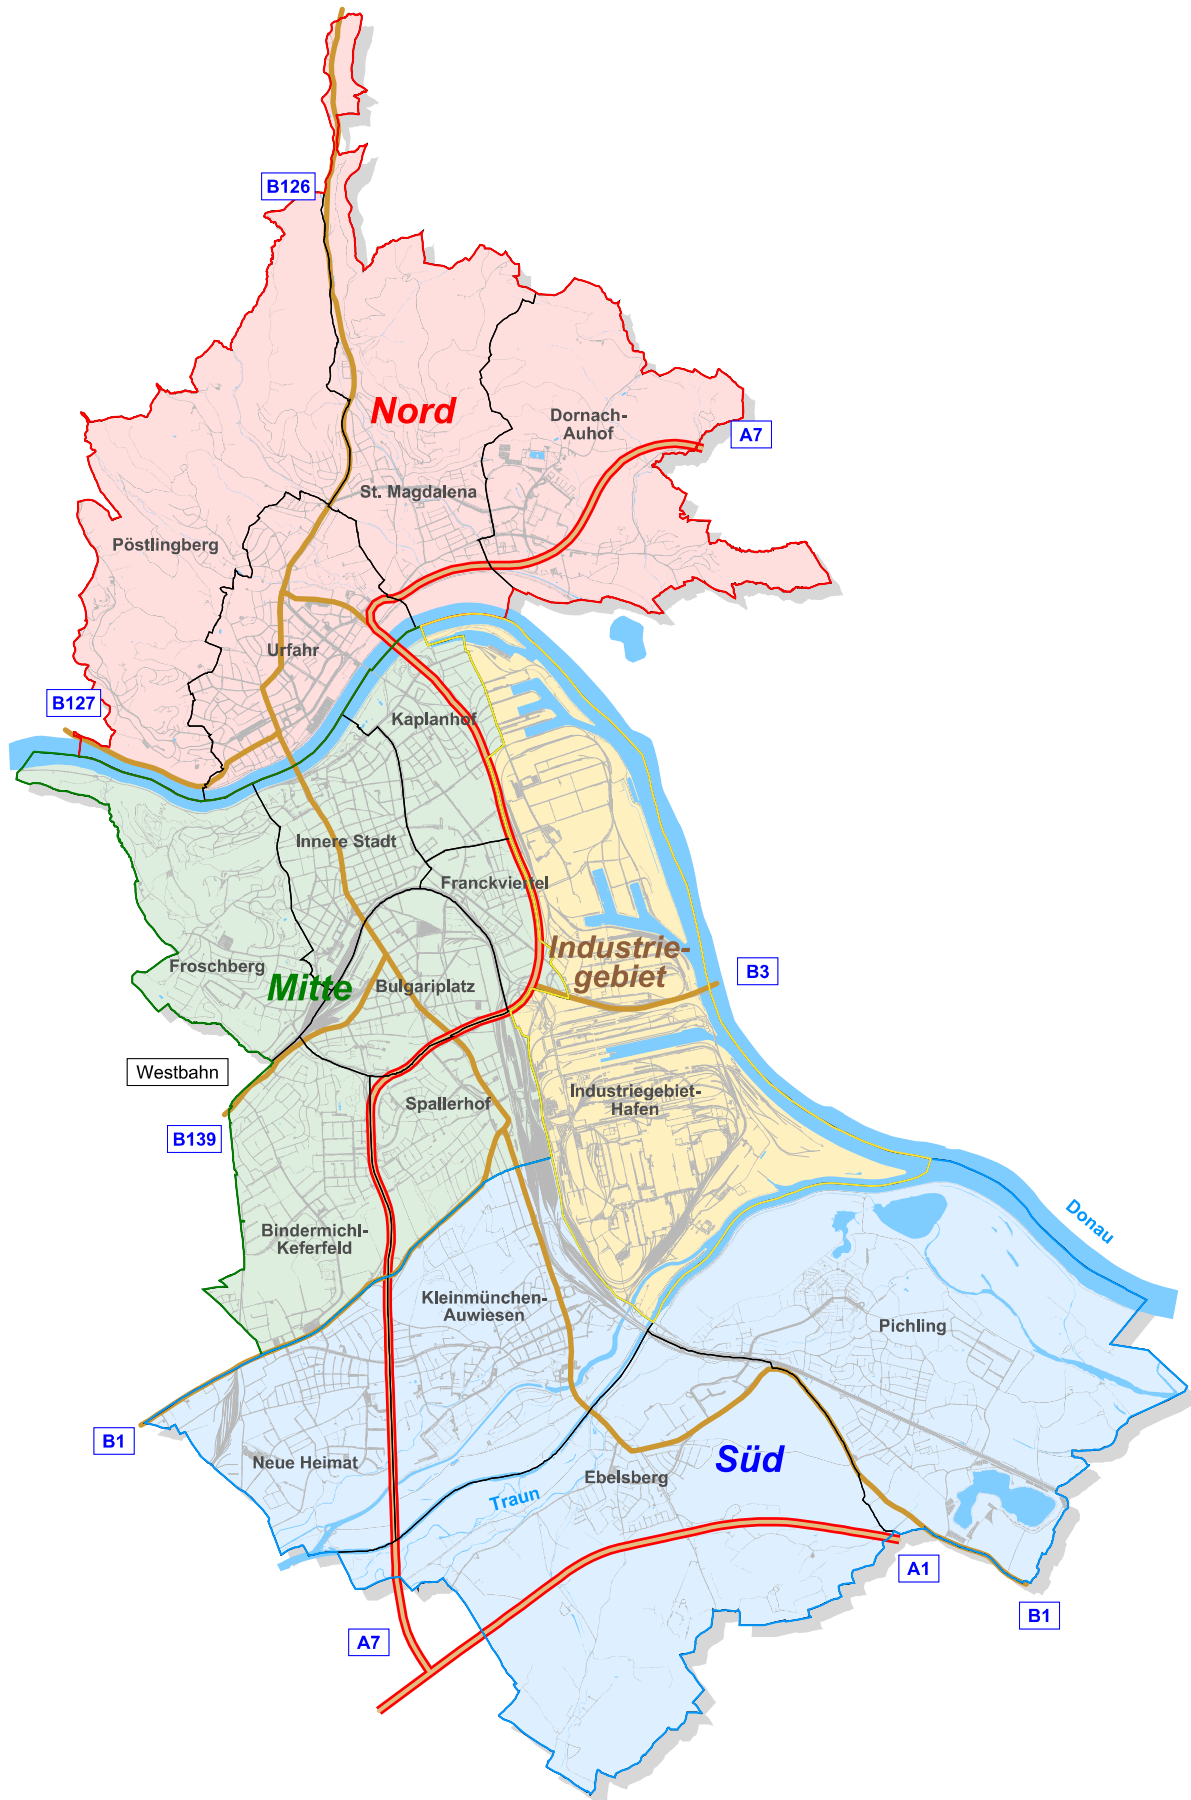 B126
Nord
Dornach-
Auhof
A7
St. Magdalena
Pöstlingberg
Urfahr
B127
Kaplanhof
Innere Stadt
Franckviertel
Industrie-
gebiet
Froschberg
Mitte
Bulgariplatz
B3
Westbahn
Spallerhof
Industriegebiet-
Hafen
B139
Donau
Bindermichl-
Keferfeld
Kleinmünchen-
Auwiesen
Pichling
B1
Neue Heimat
Süd
Ebelsberg
Traun
A1
B1
A7